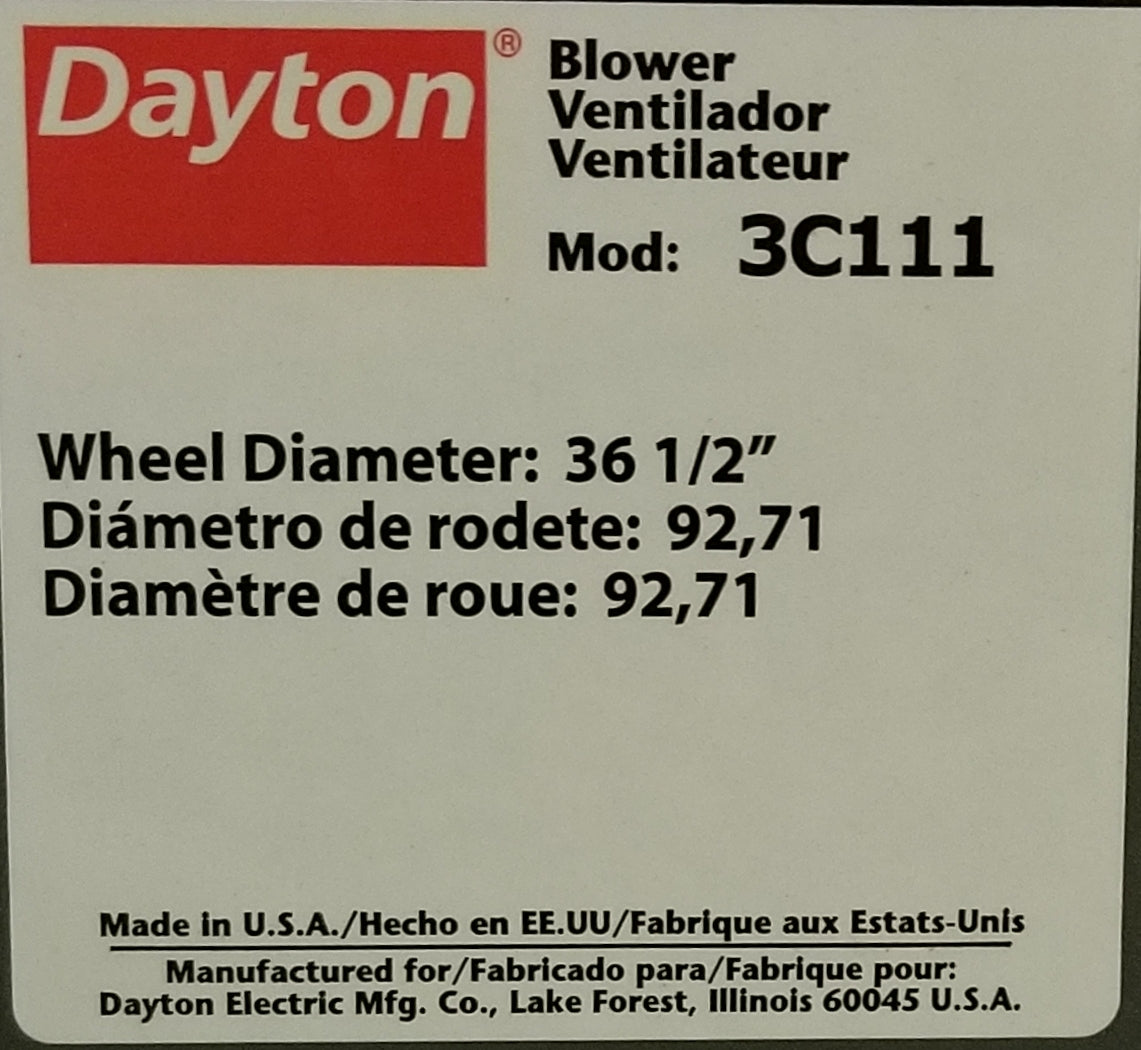 Dayton®
Blower
Ventilador
Ventilateur
Mod: 3C111
Wheel Diameter: 36 1/2”
Diámetro de rodete: 92,71
Diamètre de roue: 92,71
Made in U.S.A./Hecho en EE.UU/Fabrique aux Estats-Unis
Manufactured for/Fabricado para/Fabrique pour:
Dayton Electric Mfg. Co., Lake Forest, Illinois 60045 U.S.A.